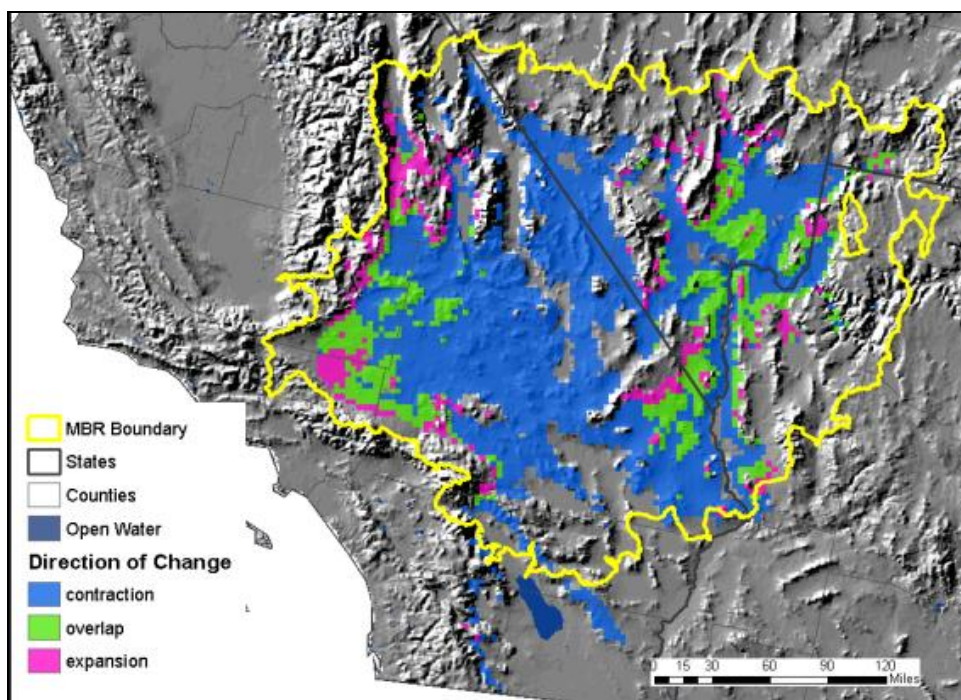 MBR Boundary
States
Counties
Open Water
Direction of Change
contraction
overlap
expansion
0 15 30 60 90 120
Miles